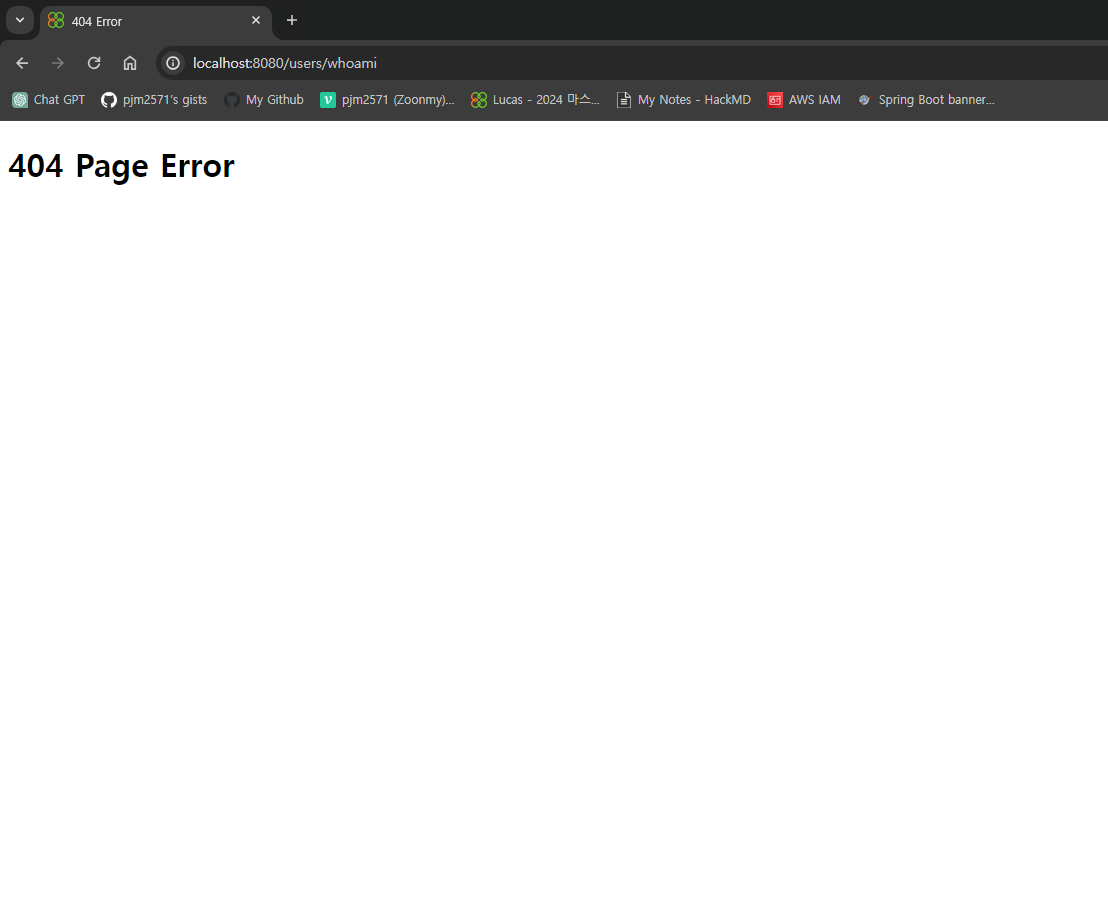 404 Error
localhost:8080/users/whoami
Chat GPT pjm2571's gists My Github pjm2571 (Zoonmy)... Lucas - 2024 마스... My Notes - HackMD AWS IAM Spring Boot banner...
404 Page Error